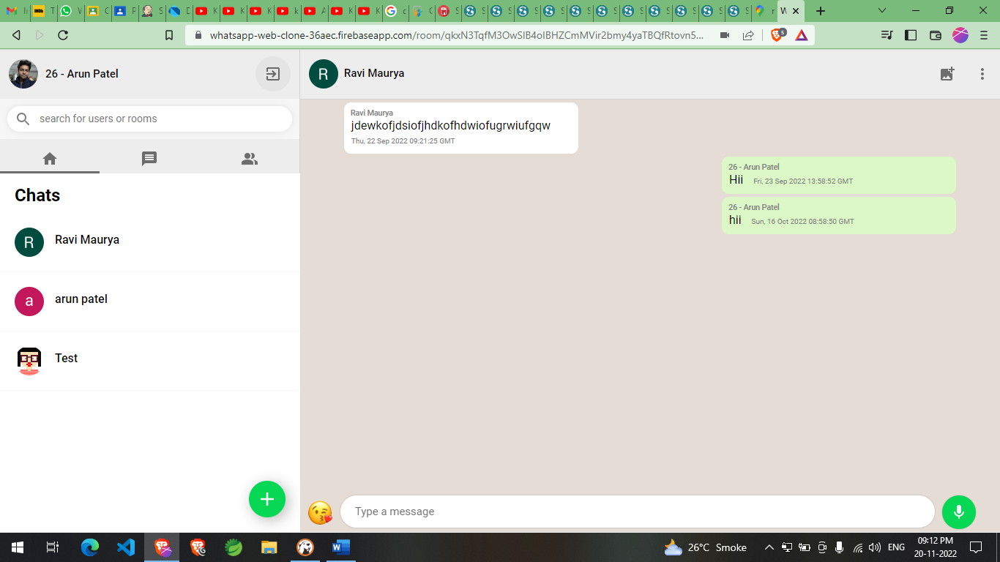 whatsapp-web-clone-36aec.firebaseapp.com/room/qkxN3TqfM3OwSlB4olBHZCmMVir2bmy4yaTBQfRtovn5...
5
26 - Arun Patel
R
Ravi Maurya
search for users or rooms
Chats
R
Ravi Maurya
a
arun patel
Test
Ravi Maurya
jdewkofjdsiofjhdkofhdwiofugrwiufgqw
Thu, 22 Sep 2022 09:21:25 GMT
26 - Arun Patel
Hii Fri, 23 Sep 2022 13:58:52 GMT
26 - Arun Patel
hii Sun, 16 Oct 2022 08:58:50 GMT
Type a message
26°C Smoke
ENG
09:12 PM
20-11-2022